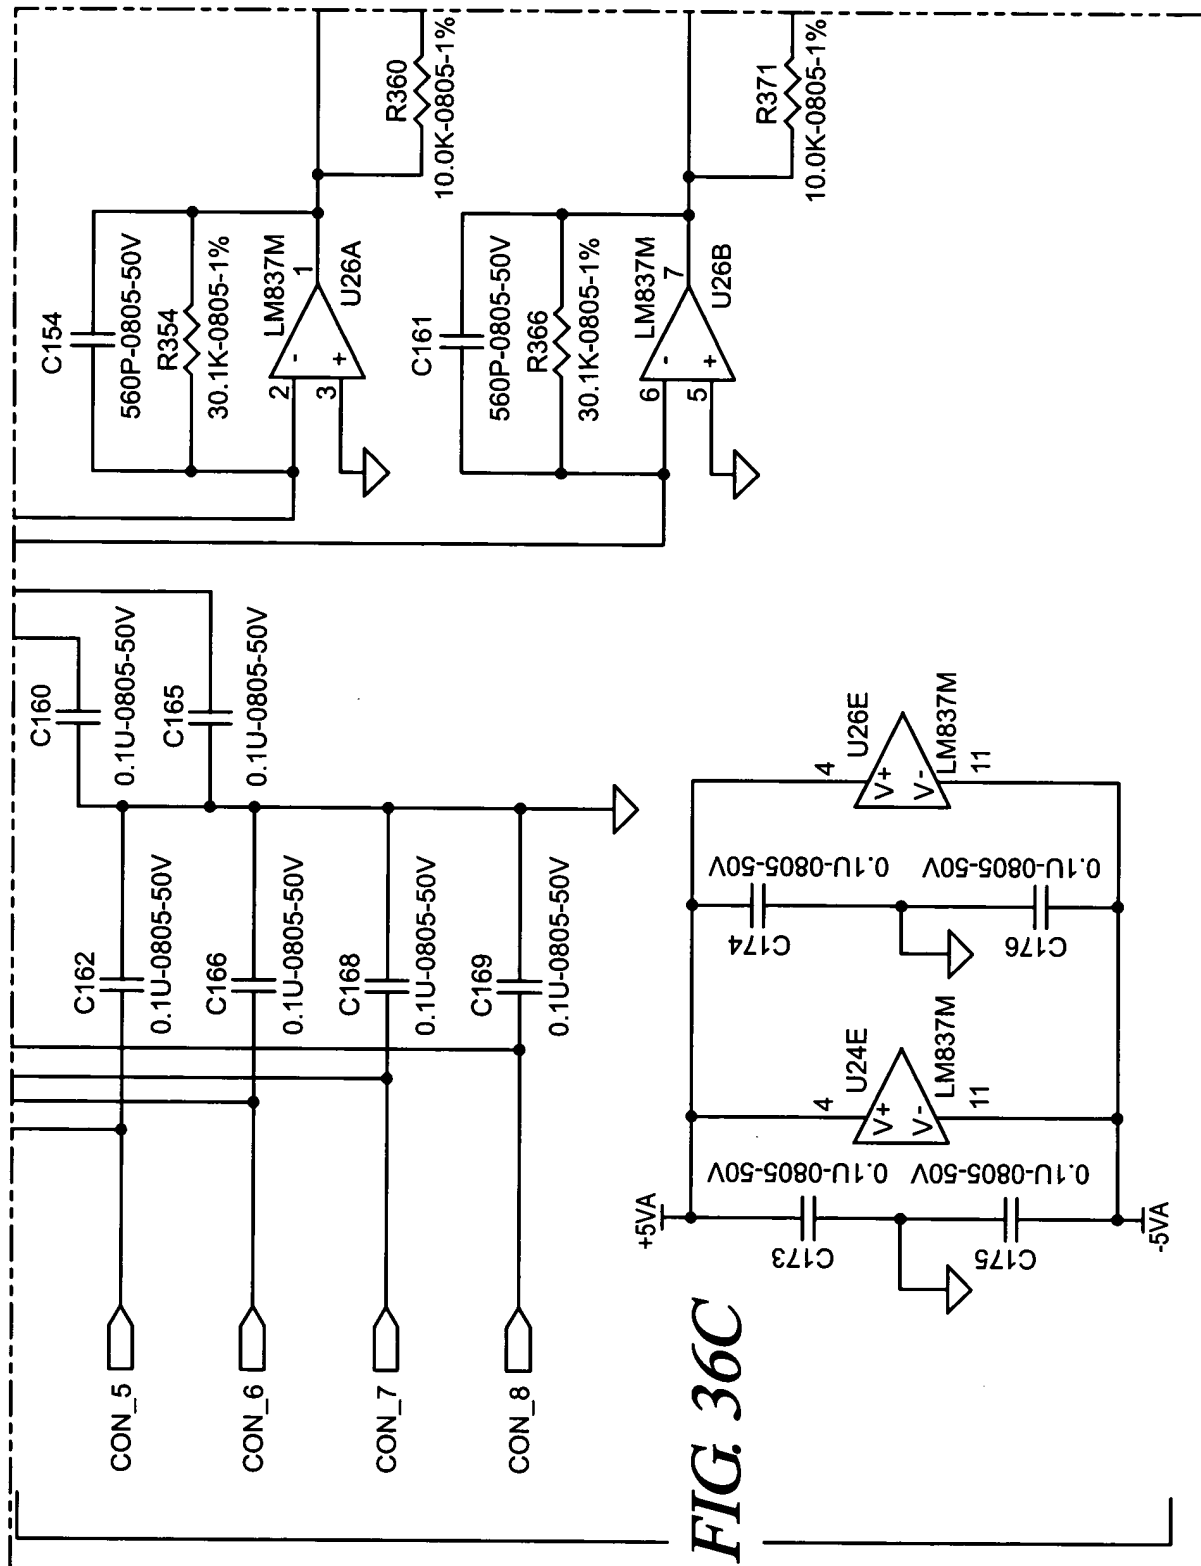 C154
560P-0805-50V
R354
30.1K-0805-1%
LM837M
2
-
1
3
+
U26A
R360
10.0K-0805-1%
C161
560P-0805-50V
R366
30.1K-0805-1%
LM837M
6
-
7
5
+
U26B
R371
10.0K-0805-1%
C160
0.1U-0805-50V
C165
0.1U-0805-50V
CON_5
C162
0.1U-0805-50V
CON_6
C166
0.1U-0805-50V
CON_7
C168
0.1U-0805-50V
CON_8
C169
0.1U-0805-50V
+5VA
C173
0.1U-0805-50V
C175
0.1U-0805-50V
-5VA
4
U24E
V+
V-
LM837M
11
C174
0.1U-0805-50V
C176
0.1U-0805-50V
4
U26E
V+
V-
LM837M
11
FIG. 36C